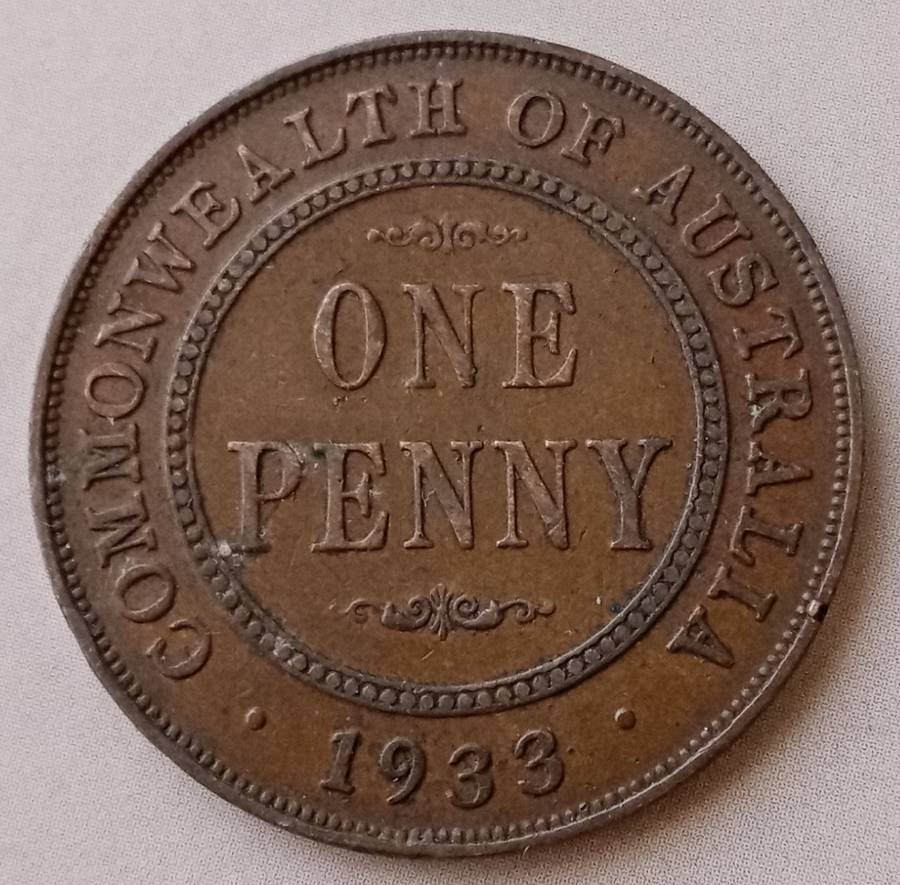 COMMONWEALTH OF AUSTRALIA
ONE
PENNY
· 1933 ·